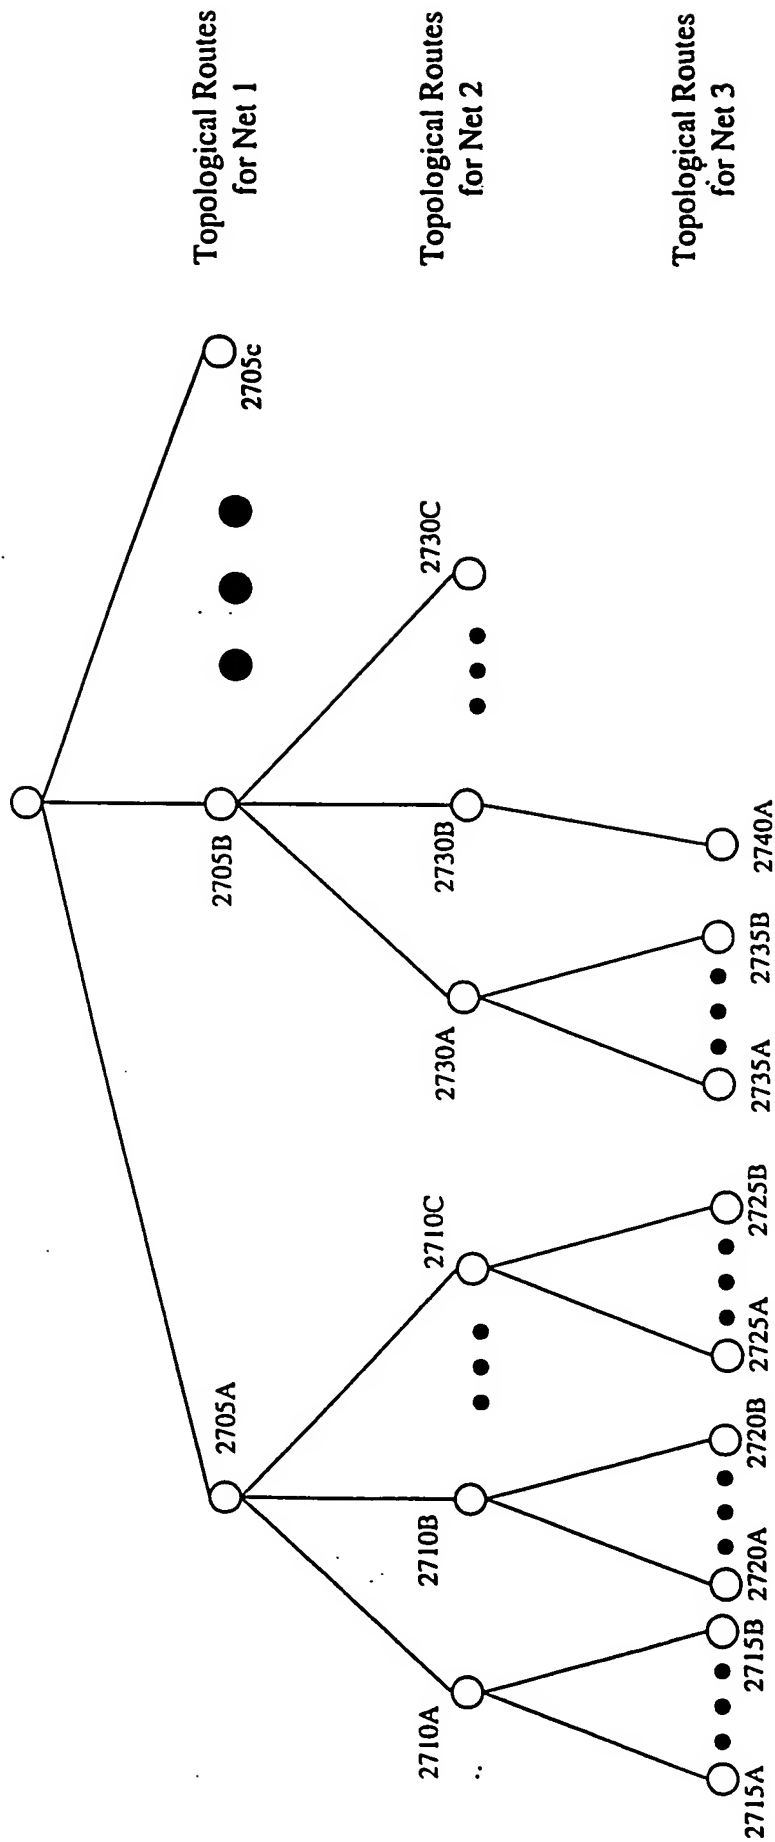 2705A
2705B
2705c
Topological Routes
for Net 1
2710A
2710B
2710C
2730A
2730B
2730C
Topological Routes
for Net 2
2715A
2715B
2720A
2720B
2725A
2725B
2735A
2735B
2740A
Topological Routes
for Net 3